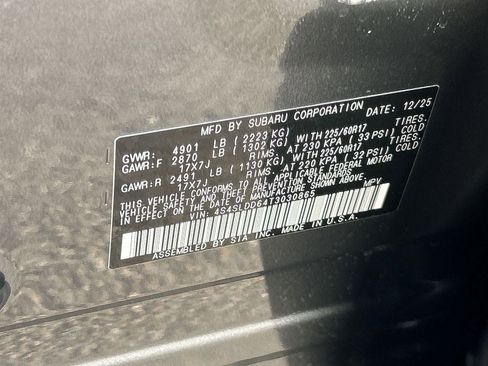 MFD BY SUBARU CORPORATION DATE: 12/25
GVWR: 4901 LB ( 2223 KG)
GAWR:F 2870 LB ( 1302 KG) WITH 225/60R17 TIRES.
17X7J RIMS. AT 230 KPA ( 33 PSI) COLD
GAWR:R 2491 LB ( 1130 KG) WITH 225/60R17 TIRES.
17X7J RIMS. AT 220 KPA ( 32 PSI) COLD
THIS VEHICLE CONFORMS TO ALL APPLICABLE FEDERAL MOTOR
VEHICLE SAFETY AND THEFT PREVENTION STANDARDS
IN EFFECT ON THE DATE OF MANUFACTURE SHOWN ABOVE.
VIN: 4S4SLDD64T3030865 MPV
ASSEMBLED BY SIA INC. MADE IN U.S.A.